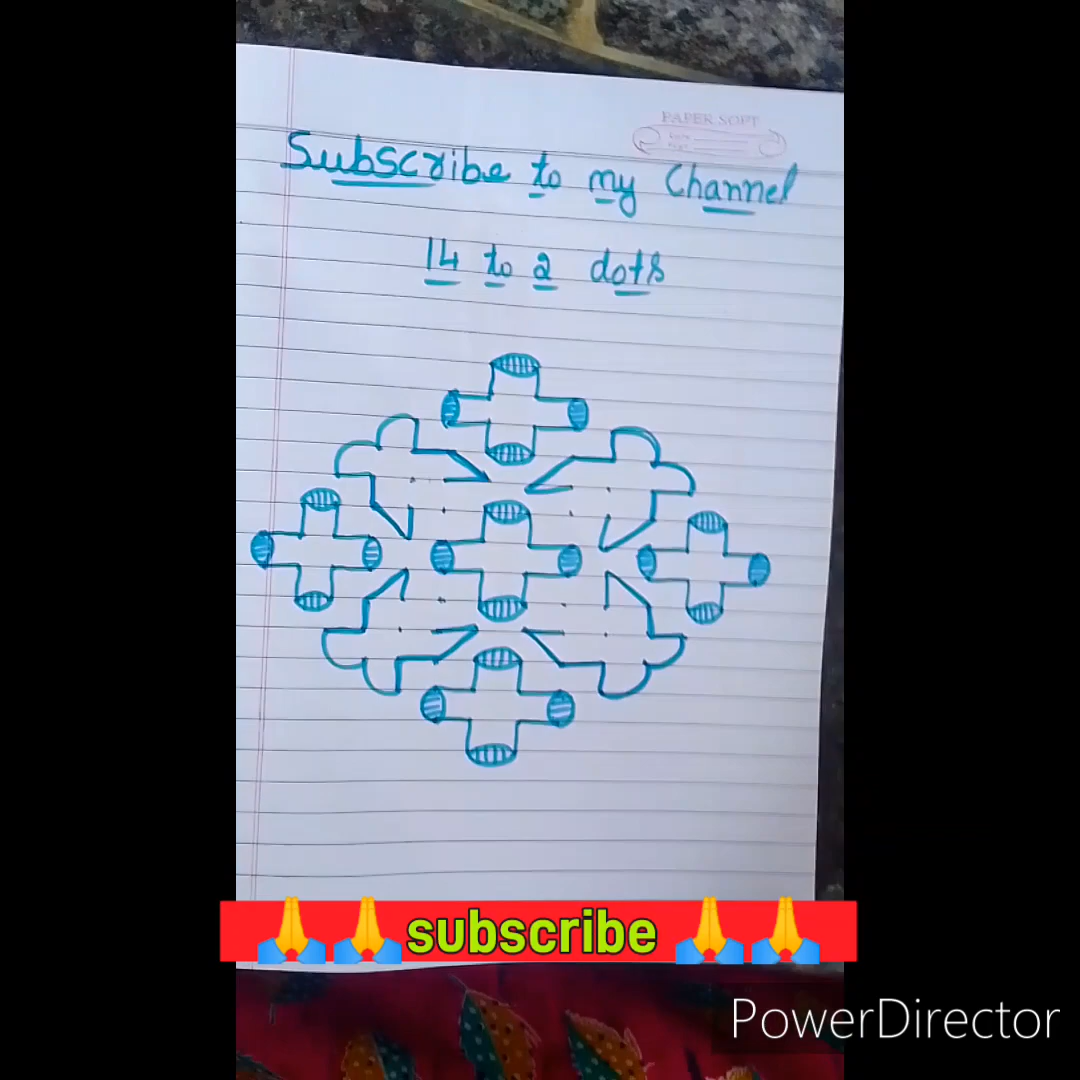 PAPER SOFT
Subscribe to my Channel
14 to 2 dots
🙏🙏subscribe 🙏🙏
PowerDirector